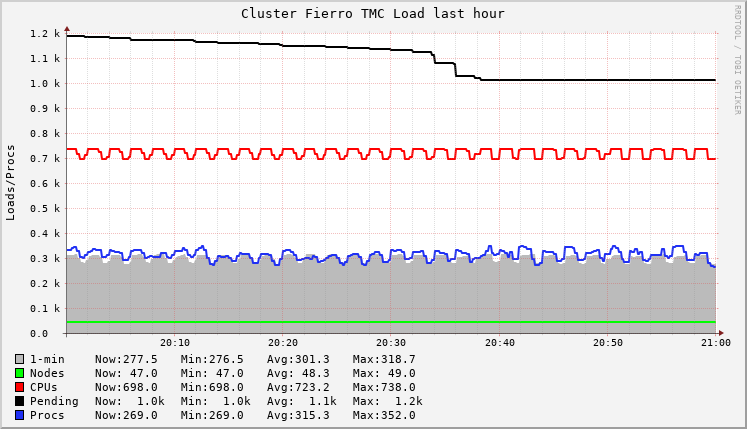 Cluster Fierro TMC Load last hour
RRDTOOL / TOBI OETIKER
Loads/Procs
1.2 k
1.1 k
1.0 k
0.9 k
0.8 k
0.7 k
0.6 k
0.5 k
0.4 k
0.3 k
0.2 k
0.1 k
0.0
20:10 20:20 20:30 20:40 20:50 21:00
1-min Now:277.5 Min:276.5 Avg:301.3 Max:318.7
Nodes Now: 47.0 Min: 47.0 Avg: 48.3 Max: 49.0
CPUs Now:698.0 Min:698.0 Avg:723.2 Max:738.0
Pending Now: 1.0k Min: 1.0k Avg: 1.1k Max: 1.2k
Procs Now:269.0 Min:269.0 Avg:315.3 Max:352.0